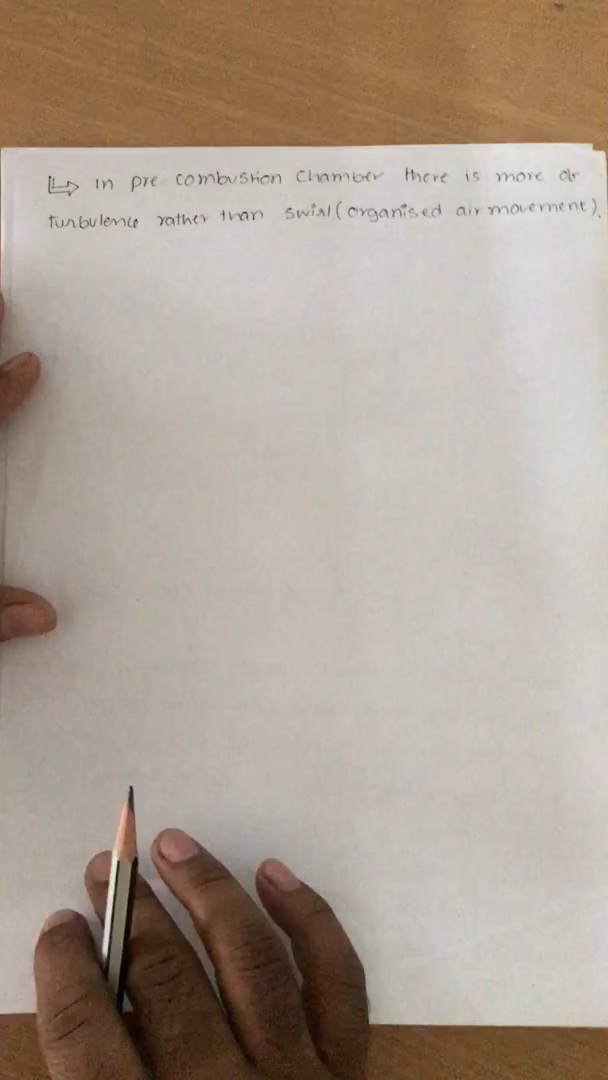 ↳ In pre-combustion Chamber there is more of
turbulence rather than swirl (organised air movement).